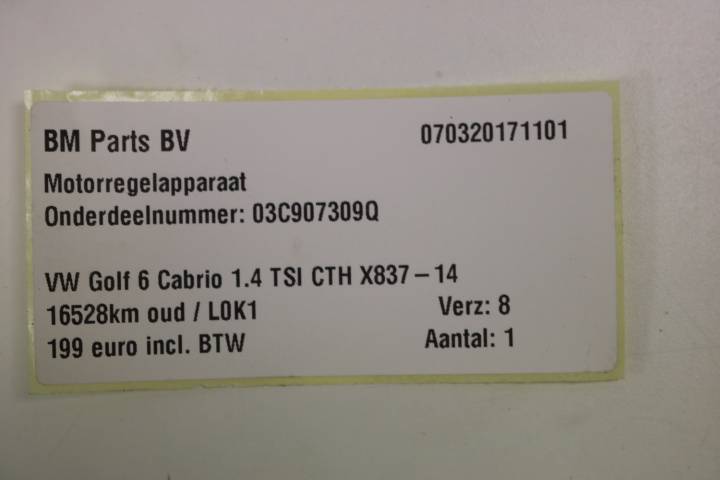 BM Parts BV 070320171101
Motorregelapparaat
Onderdeelnummer: 03C907309Q
VW Golf 6 Cabrio 1.4 TSI CTH X837-14
16528km oud / L0K1 Verz: 8
199 euro incl. BTW Aantal: 1